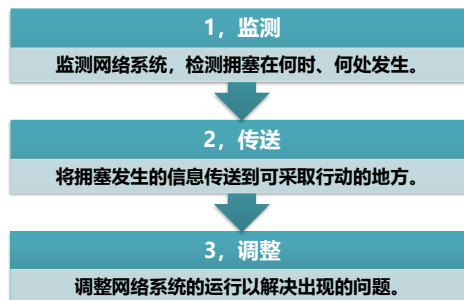 1，监测
监测网络系统，检测拥塞在何时、何处发生。
2，传送
将拥塞发生的信息传送到可采取行动的地方。
3，调整
调整网络系统的运行以解决出现的问题。